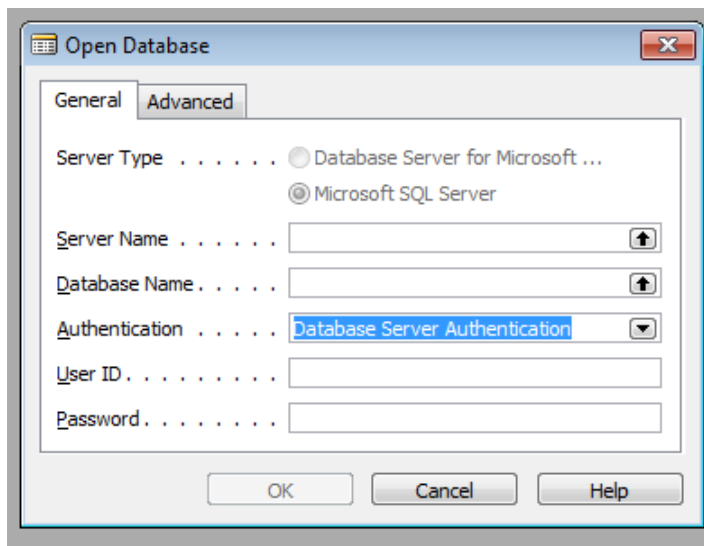 Open Database
General Advanced
Server Type . . . . . . Database Server for Microsoft ...
Microsoft SQL Server
Server Name . . . . . .
Database Name . . . . .
Authentication . . . . . Database Server Authentication
User ID . . . . . . . . .
Password . . . . . . . .
OK Cancel Help